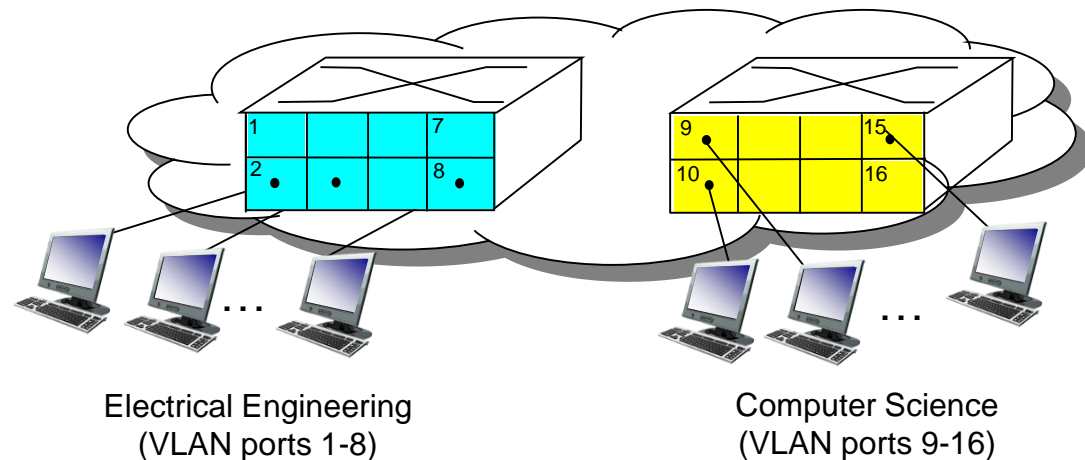 1 7
2 8
9 15
10 16
... ...
Electrical Engineering
(VLAN ports 1-8)
Computer Science
(VLAN ports 9-16)